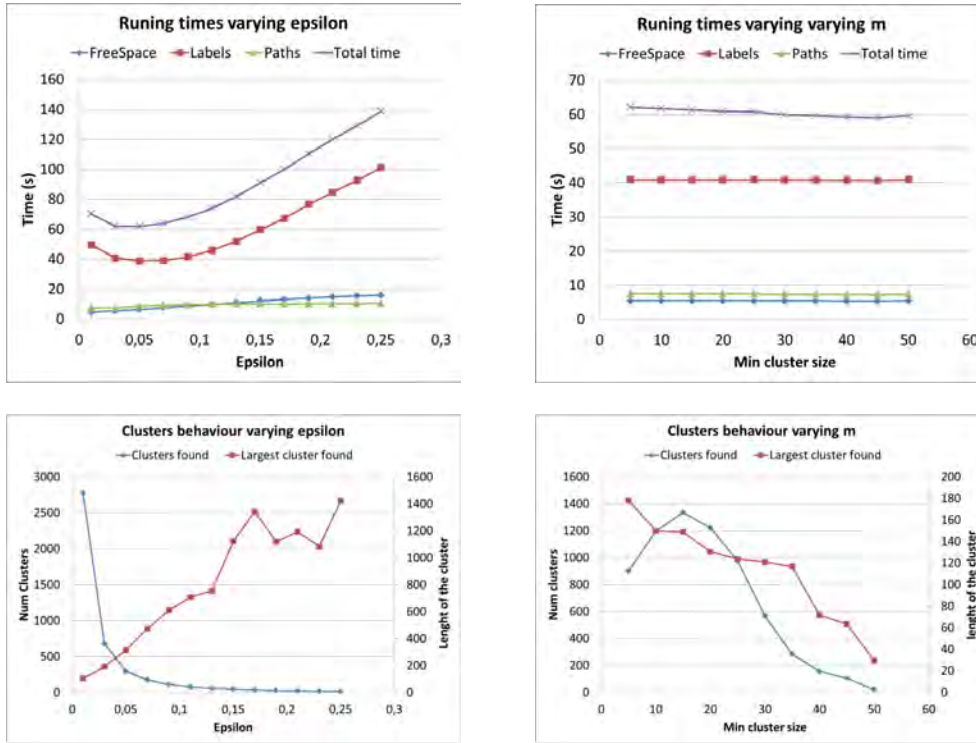 Runing times varying epsilon
FreeSpace Labels Paths Total time
160
140
120
100
80
60
40
20
0
Time (s)
0 0,05 0,1 0,15 0,2 0,25 0,3
Epsilon
Runing times varying varying m
FreeSpace Labels Paths Total time
70
60
50
40
30
20
10
0
Time (s)
0 10 20 30 40 50 60
Min cluster size
Clusters behaviour varying epsilon
Clusters found Largest cluster found
3000
2500
2000
1500
1000
500
0
Num Clusters
1600
1400
1200
1000
800
600
400
200
0
Lenght of the cluster
0 0,05 0,1 0,15 0,2 0,25 0,3
Epsilon
Clusters behaviour varying m
Clusters found Largest cluster found
1600
1400
1200
1000
800
600
400
200
0
Num Clusters
200
180
160
140
120
100
80
60
40
20
0
lenght of the cluster
0 10 20 30 40 50 60
Min cluster size